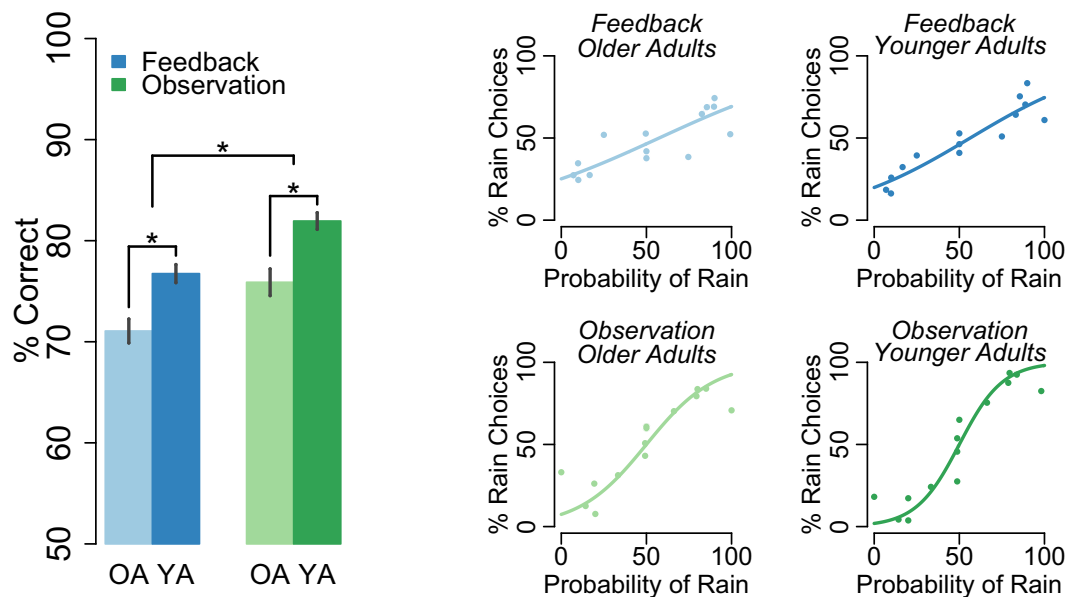 % Correct
100
90
80
70
60
50
Feedback
Observation
*
*
*
OA YA
OA YA
Feedback
Older Adults
% Rain Choices
100
50
0
0 50 100
Probability of Rain
Feedback
Younger Adults
% Rain Choices
100
50
0
0 50 100
Probability of Rain
Observation
Older Adults
% Rain Choices
100
50
0
0 50 100
Probability of Rain
Observation
Younger Adults
% Rain Choices
100
50
0
0 50 100
Probability of Rain